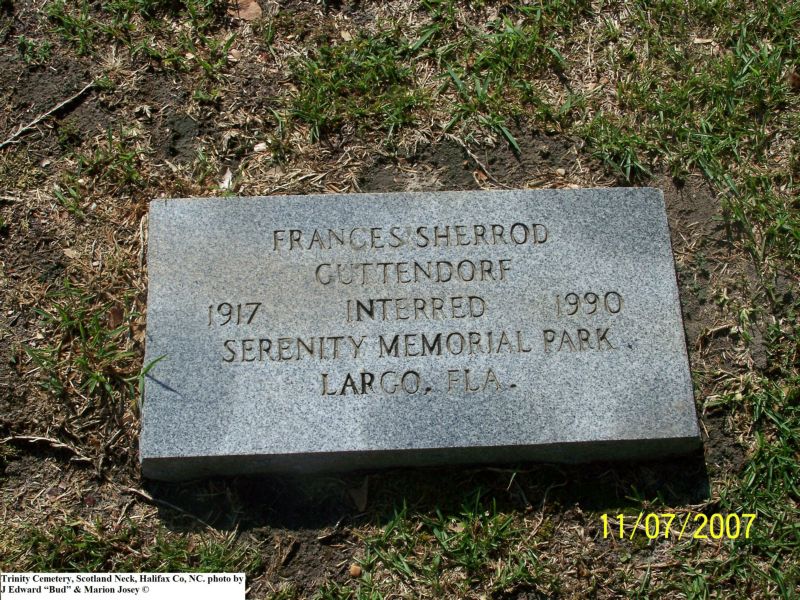 FRANCES SHERROD
GUTTENDORF
1917 INTERRED 1990
SERENITY MEMORIAL PARK
LARGO, FLA.
11/07/2007
Trinity Cemetery, Scotland Neck, Halifax Co, NC. photo by
J Edward "Bud" & Marion Josey ©